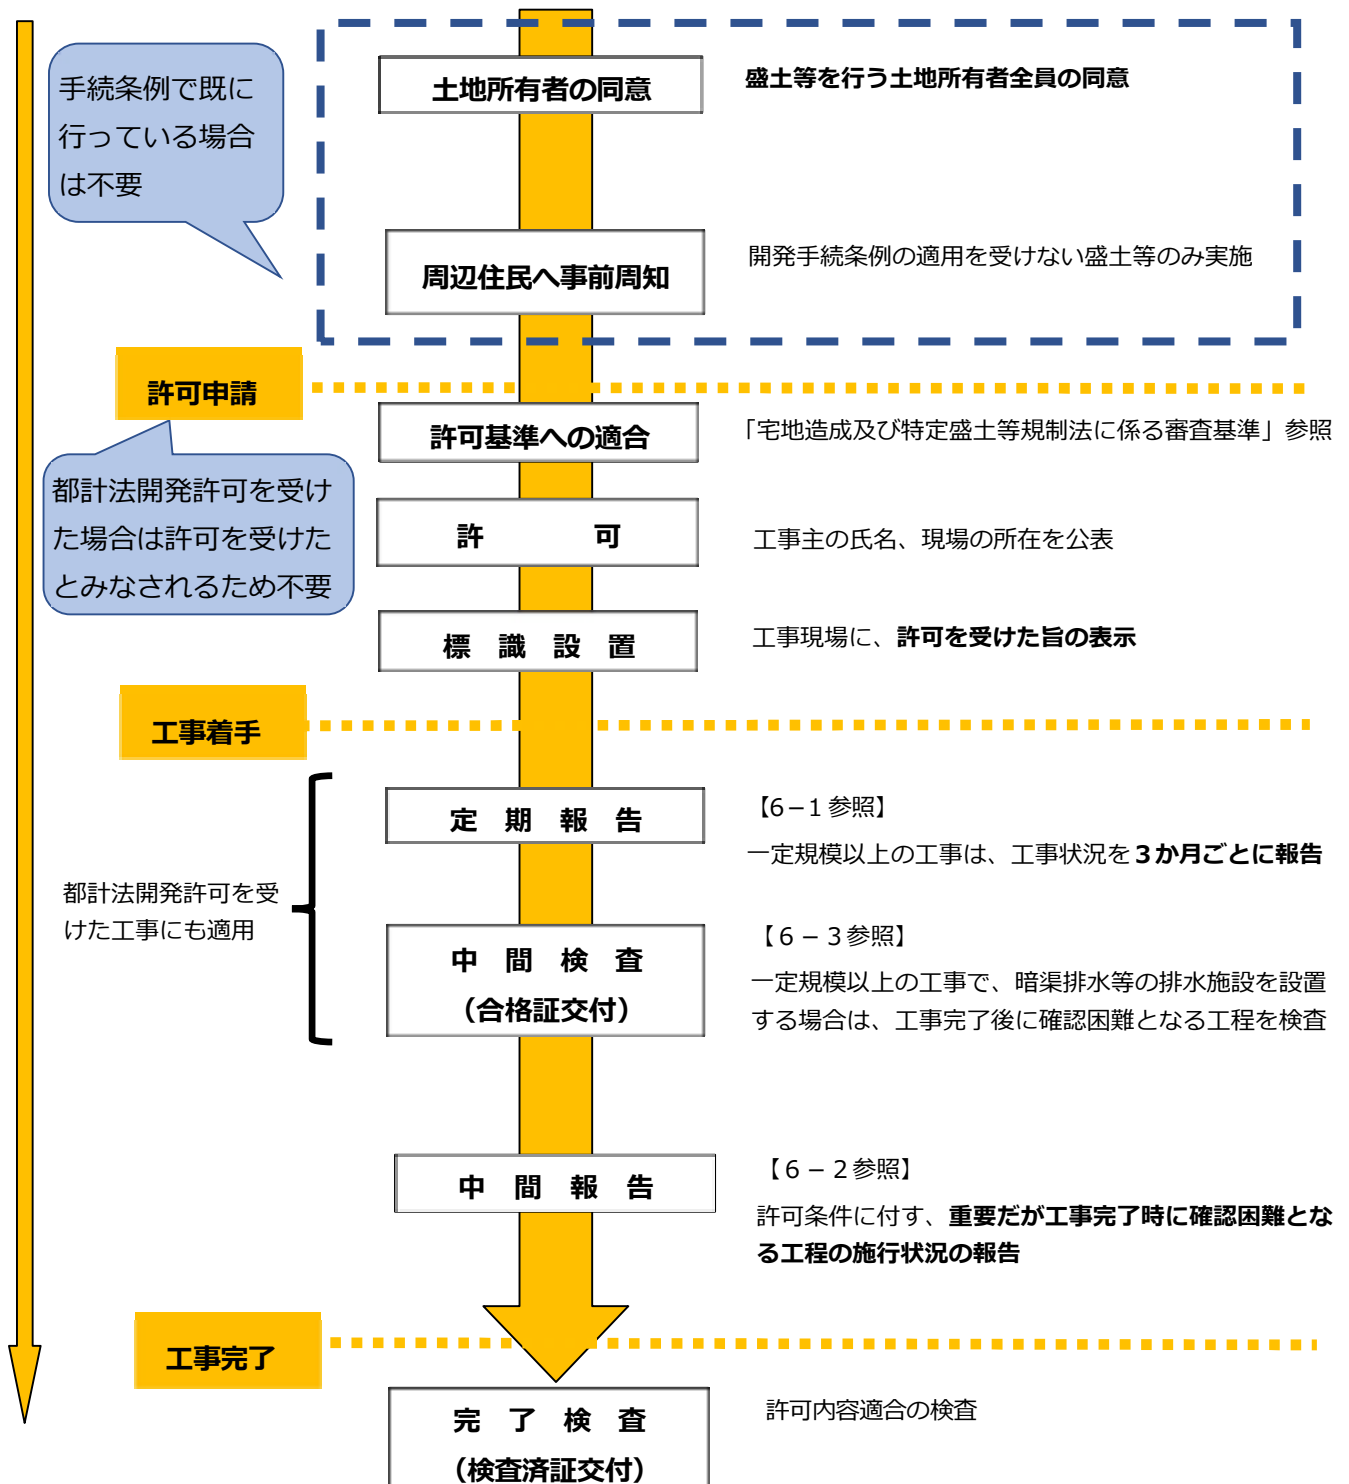 手続条例で既に
行っている場合
は不要
土地所有者の同意
盛土等を行う土地所有者全員の同意
周辺住民へ事前周知
開発手続条例の適用を受けない盛土等のみ実施
許可申請
許可基準への適合
「宅地造成及び特定盛土等規制法に係る審査基準」参照
都計法開発許可を受け
た場合は許可を受けた
とみなされるため不要
許　　　　可
工事主の氏名、現場の所在を公表
標　識　設　置
工事現場に、許可を受けた旨の表示
工事着手
定　期　報　告
【6－1 参照】
一定規模以上の工事は、工事状況を３か月ごとに報告
都計法開発許可を受
けた工事にも適用
中　間　検　査
（合格証交付）
【６－３参照】
一定規模以上の工事で、暗渠排水等の排水施設を設置
する場合は、工事完了後に確認困難となる工程を検査
中　間　報　告
【６－２参照】
許可条件に付す、重要だが工事完了時に確認困難とな
る工程の施行状況の報告
工事完了
完　了　検　査
（検査済証交付）
許可内容適合の検査